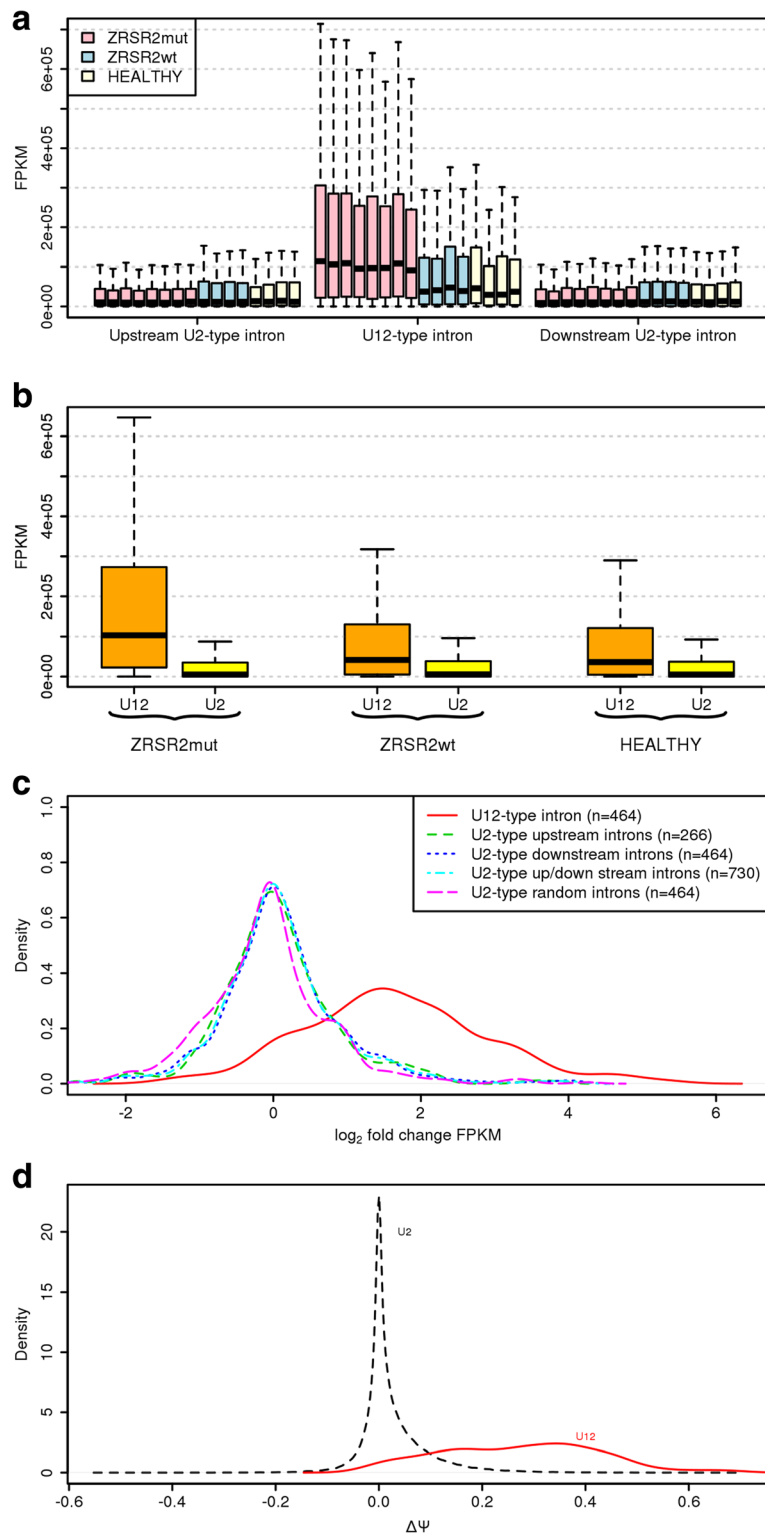 a
ZRSR2mut
ZRSR2wt
HEALTHY
FPKM
0e+00 2e+05 4e+05 6e+05
Upstream U2-type intron U12-type intron Downstream U2-type intron
b
FPKM
0e+00 2e+05 4e+05 6e+05
U12 U2 U12 U2 U12 U2
ZRSR2mut ZRSR2wt HEALTHY
c
U12-type intron (n=464)
U2-type upstream introns (n=266)
U2-type downstream introns (n=464)
U2-type up/down stream introns (n=730)
U2-type random introns (n=464)
Density
0.0 0.2 0.4 0.6 0.8 1.0
-2 0 2 4 6
log2 fold change FPKM
d
U2
U12
Density
0 5 10 15 20
-0.6 -0.4 -0.2 0.0 0.2 0.4 0.6
ΔΨ